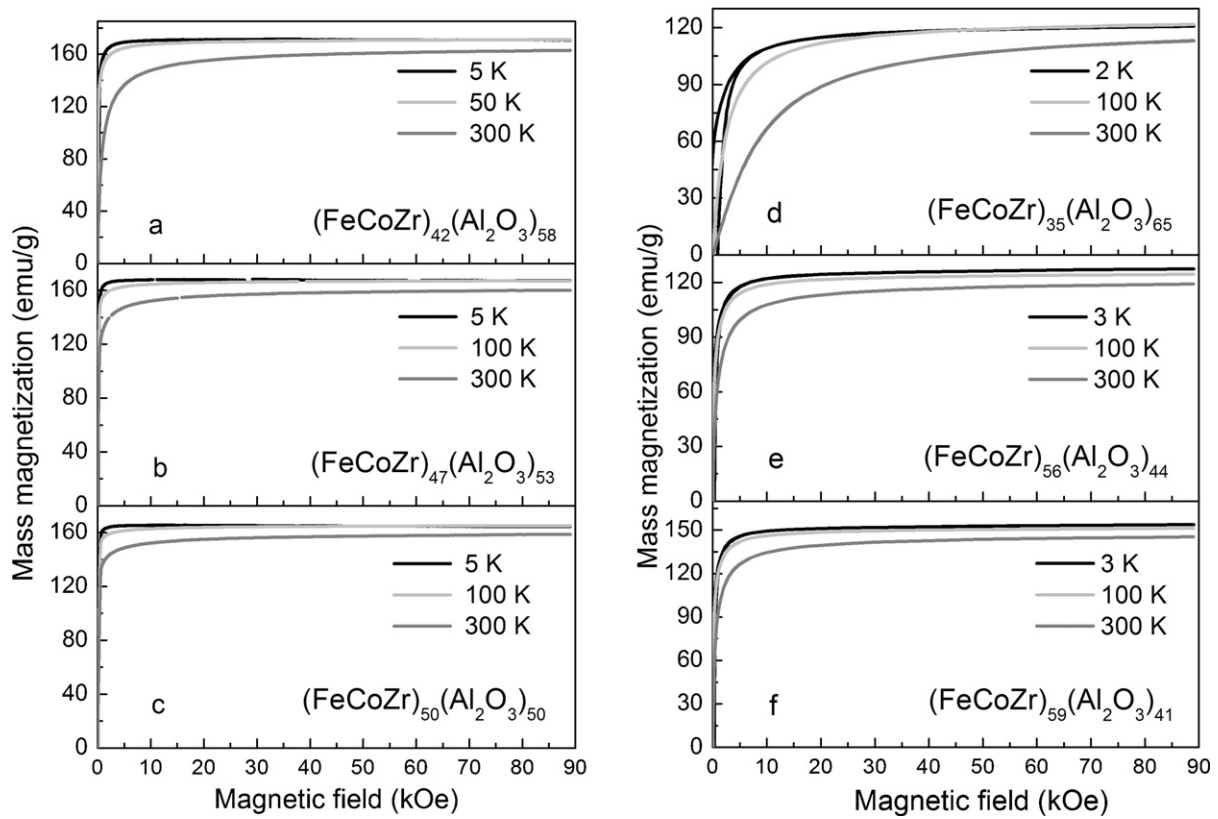 Mass magnetization (emu/g)
160
120
80
40
0
5 K
50 K
300 K
a
(FeCoZr)₄₂(Al₂O₃)₅₈
160
120
80
40
0
5 K
100 K
300 K
b
(FeCoZr)₄₇(Al₂O₃)₅₃
160
120
80
40
0
5 K
100 K
300 K
c
(FeCoZr)₅₀(Al₂O₃)₅₀
0 10 20 30 40 50 60 70 80 90
Magnetic field (kOe)
Mass magnetization (emu/g)
120
90
60
30
0
2 K
100 K
300 K
d
(FeCoZr)₃₅(Al₂O₃)₆₅
120
90
60
30
0
3 K
100 K
300 K
e
(FeCoZr)₅₆(Al₂O₃)₄₄
150
120
90
60
30
0
3 K
100 K
300 K
f
(FeCoZr)₅₉(Al₂O₃)₄₁
0 10 20 30 40 50 60 70 80 90
Magnetic field (kOe)